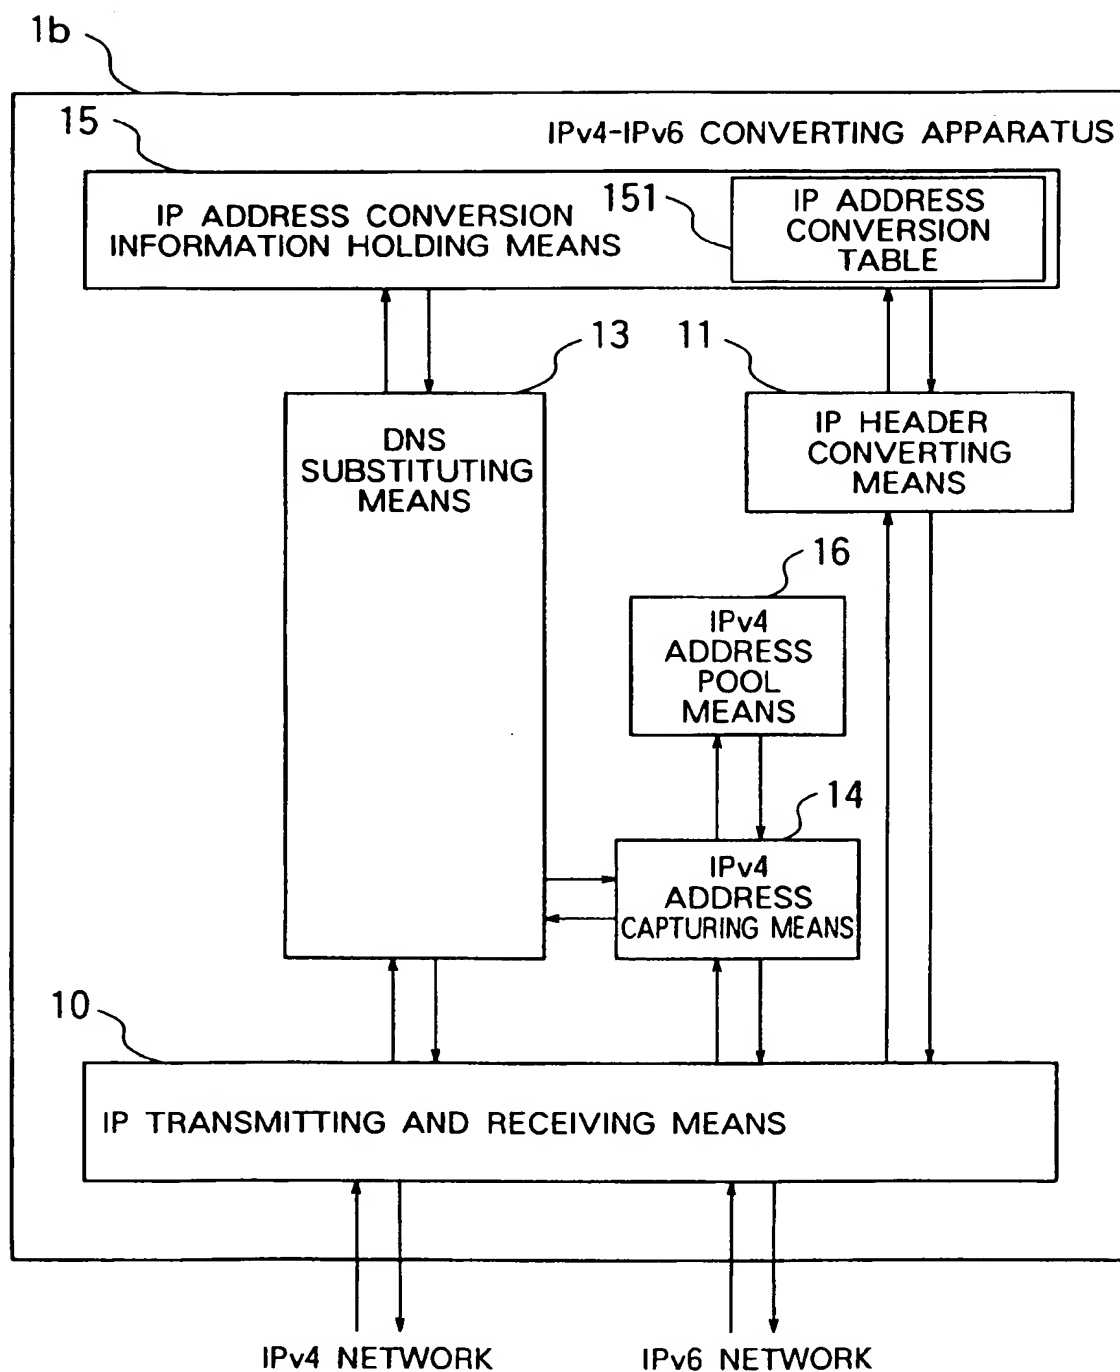 1b
15
IPv4-IPv6 CONVERTING APPARATUS
IP ADDRESS CONVERSION
INFORMATION HOLDING MEANS
151
IP ADDRESS
CONVERSION
TABLE
13
11
DNS
SUBSTITUTING
MEANS
IP HEADER
CONVERTING
MEANS
16
IPv4
ADDRESS
POOL
MEANS
14
IPv4
ADDRESS
CAPTURING MEANS
10
IP TRANSMITTING AND RECEIVING MEANS
IPv4 NETWORK
IPv6 NETWORK